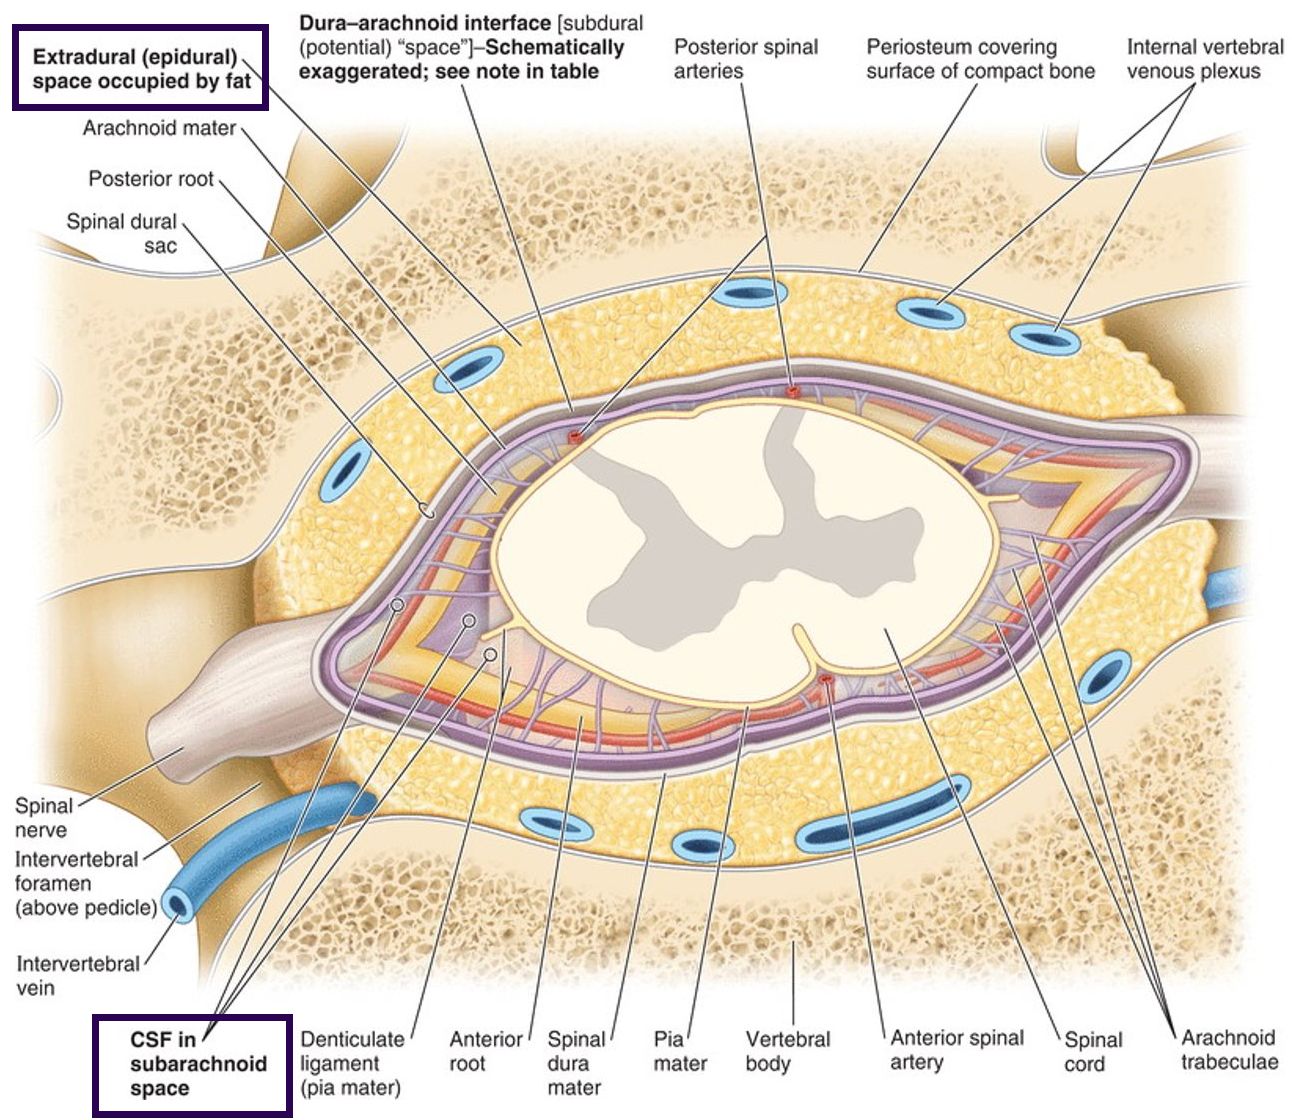 Extradural (epidural)
space occupied by fat
Dura–arachnoid interface [subdural
(potential) “space”]–Schematically
exaggerated; see note in table
Posterior spinal
arteries
Periosteum covering
surface of compact bone
Internal vertebral
venous plexus
Arachnoid mater
Posterior root
Spinal dural
sac
Spinal
nerve
Intervertebral
foramen
(above pedicle)
Intervertebral
vein
CSF in
subarachnoid
space
Denticulate
ligament
(pia mater)
Anterior
root
Spinal
dura
mater
Pia
mater
Vertebral
body
Anterior spinal
artery
Spinal
cord
Arachnoid
trabeculae